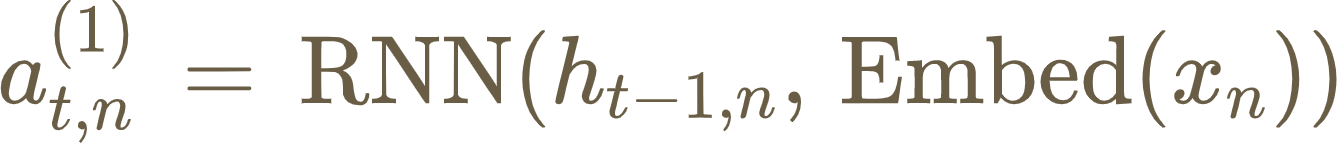 a_{t,n}^{(1)} = RNN(h_{t-1,n}, Embed(x_n))